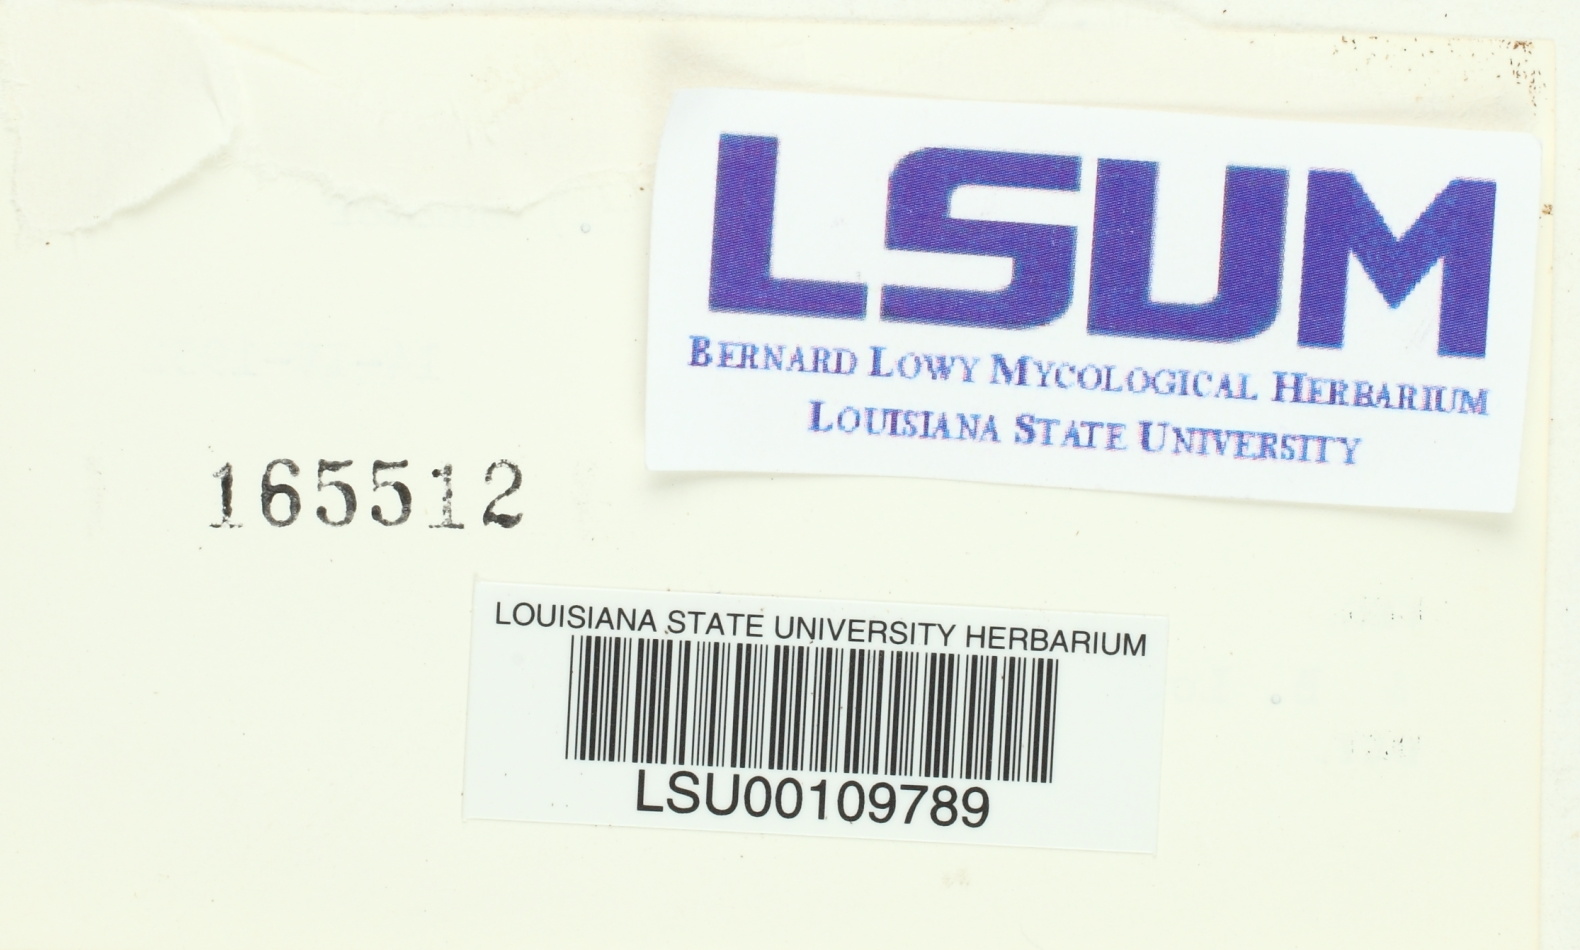 LSUM
BERNARD LOWY MYCOLOGICAL HERBARIUM
LOUISIANA STATE UNIVERSITY
165512
LOUISIANA STATE UNIVERSITY HERBARIUM
LSU00109789